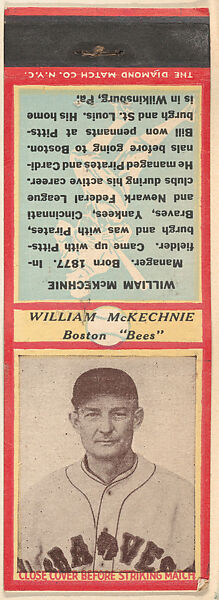 THE DIAMOND MATCH CO. N.Y.C.
WILLIAM McKECHNIE
Manager. Born 1877. In-
fielder. Came up with Pitts-
burgh and was with Pirates,
Braves, Yankees, Cincinnati
and Newark Federal League
clubs during his active career.
He managed Pirates and Cardi-
nals before going to Boston.
Bill won pennants at Pitts-
burgh and St. Louis. His home
is in Wilkinsburg, Pa.
WILLIAM McKECHNIE
Boston "Bees"
BRAVES
CLOSE COVER BEFORE STRIKING MATCH